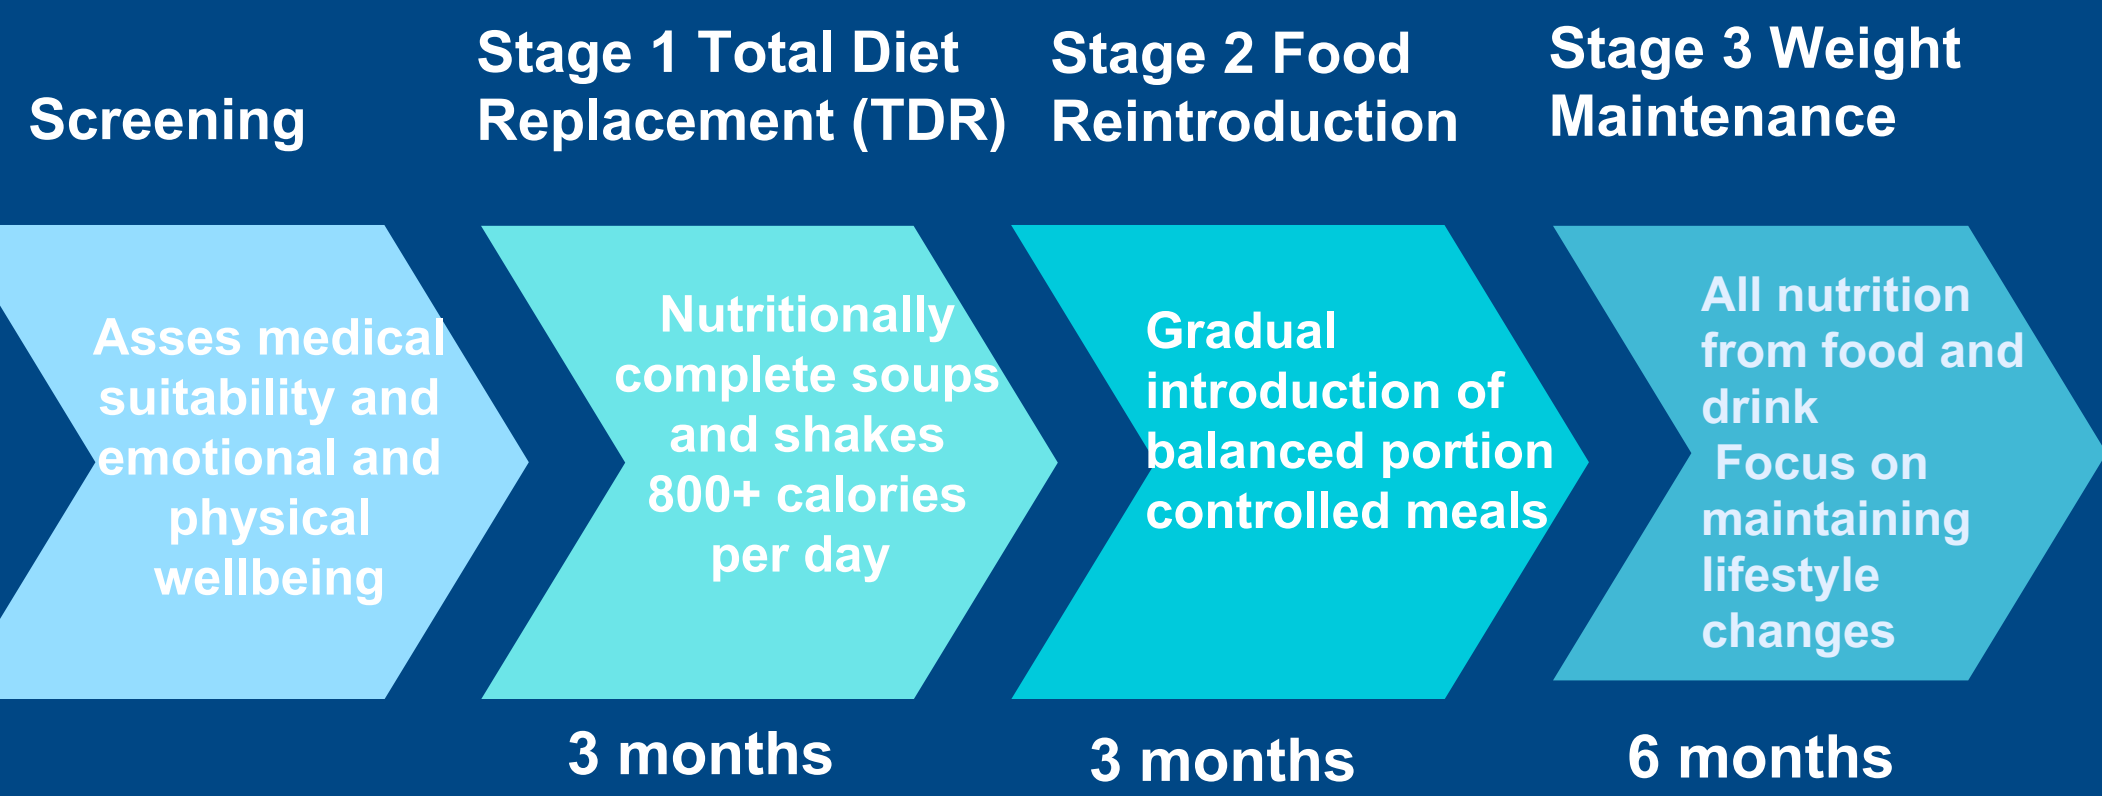 Screening
Stage 1 Total Diet
Replacement (TDR)
Stage 2 Food
Reintroduction
Stage 3 Weight
Maintenance
Asses medical
suitability and
emotional and
physical
wellbeing
Nutritionally
complete soups
and shakes
800+ calories
per day
Gradual
introduction of
balanced portion
controlled meals
All nutrition
from food and
drink
Focus on
maintaining
lifestyle
changes
3 months
3 months
6 months